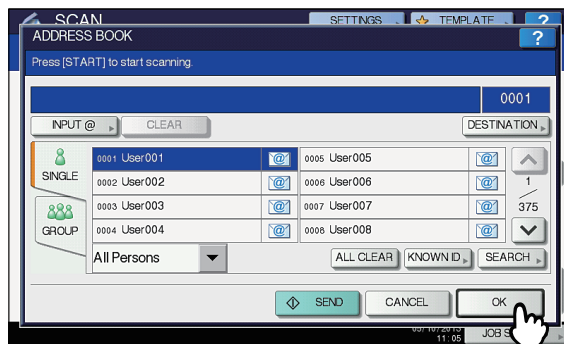 SCAN SETTINGS TEMPLATE ?
ADDRESS BOOK ?
Press [START] to start scanning.
0001
INPUT @ CLEAR DESTINATION
SINGLE
GROUP
0001 User001 @ 0005 User005 @
0002 User002 @ 0006 User006 @
0003 User003 @ 0007 User007 @
0004 User004 @ 0008 User008 @
1
375
All Persons ALL CLEAR KNOWN ID SEARCH
SEND CANCEL OK
11:05 JOB